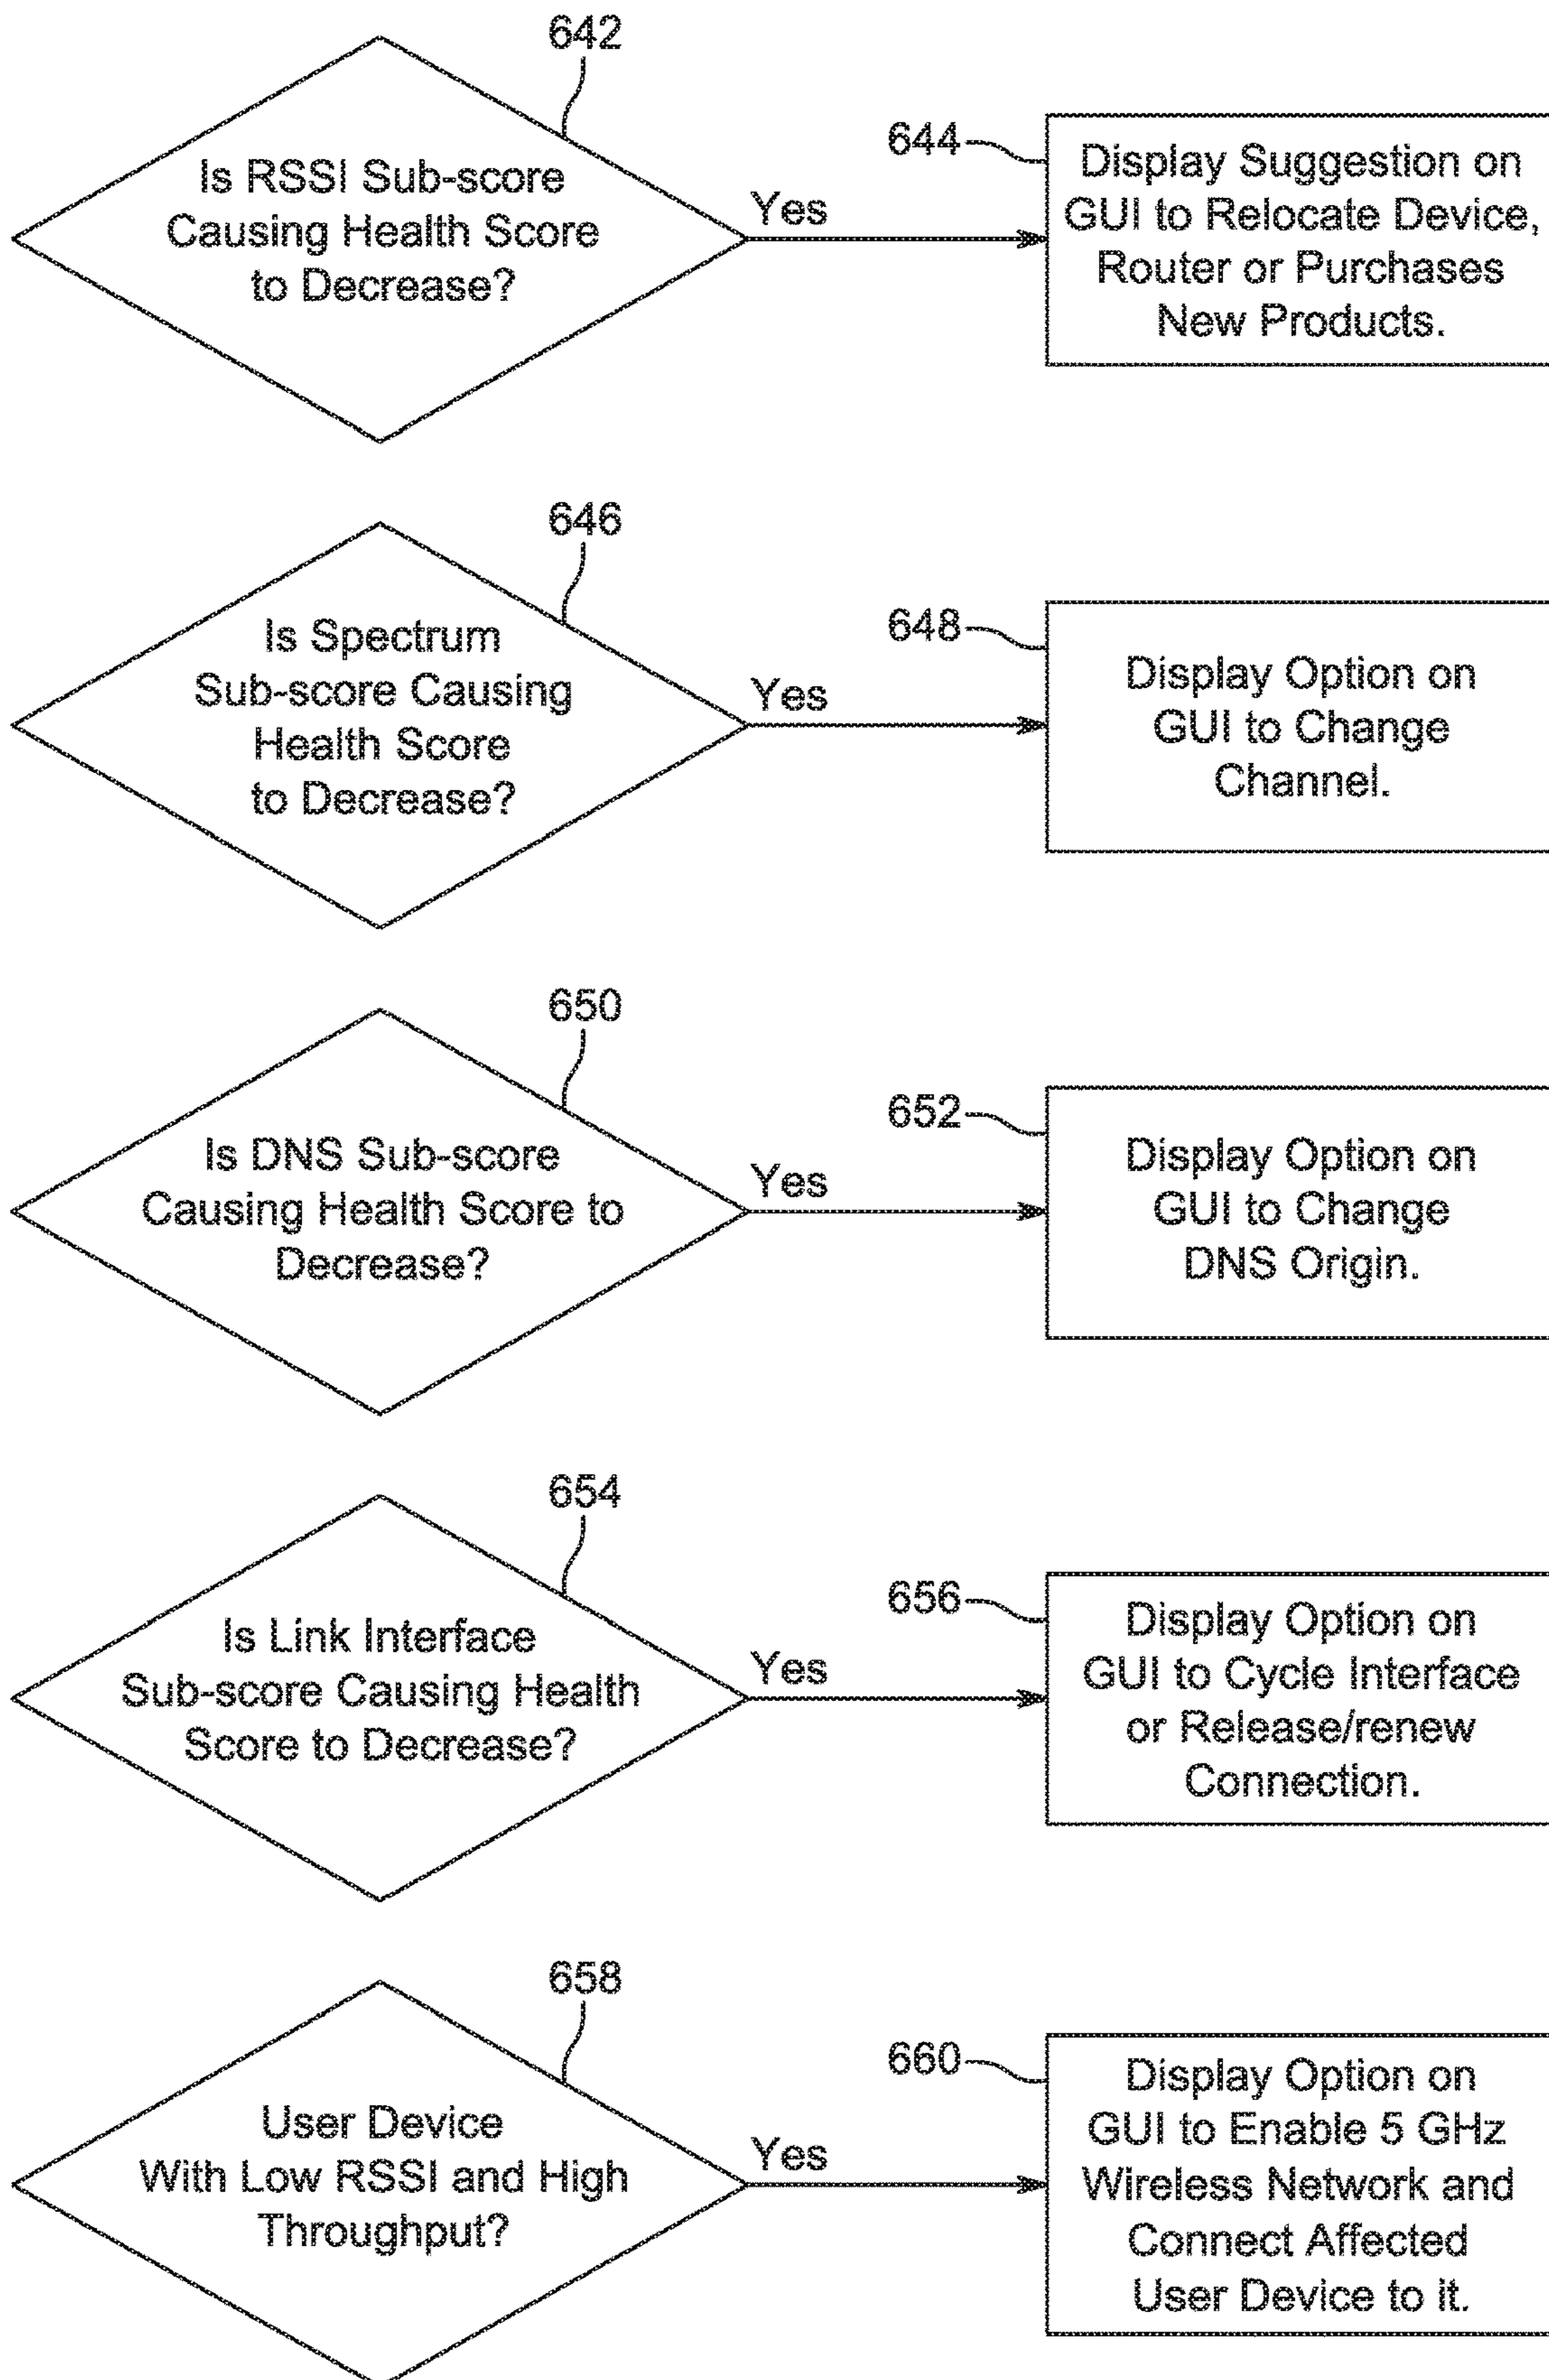 642
Is RSSI Sub-score
Causing Health Score
to Decrease?
Yes
644
Display Suggestion on
GUI to Relocate Device,
Router or Purchases
New Products.
646
Is Spectrum
Sub-score Causing
Health Score
to Decrease?
Yes
648
Display Option on
GUI to Change
Channel.
650
Is DNS Sub-score
Causing Health Score to
Decrease?
Yes
652
Display Option on
GUI to Change
DNS Origin.
654
Is Link Interface
Sub-score Causing Health
Score to Decrease?
Yes
656
Display Option on
GUI to Cycle Interface
or Release/renew
Connection.
658
User Device
With Low RSSI and High
Throughput?
Yes
660
Display Option on
GUI to Enable 5 GHz
Wireless Network and
Connect Affected
User Device to it.